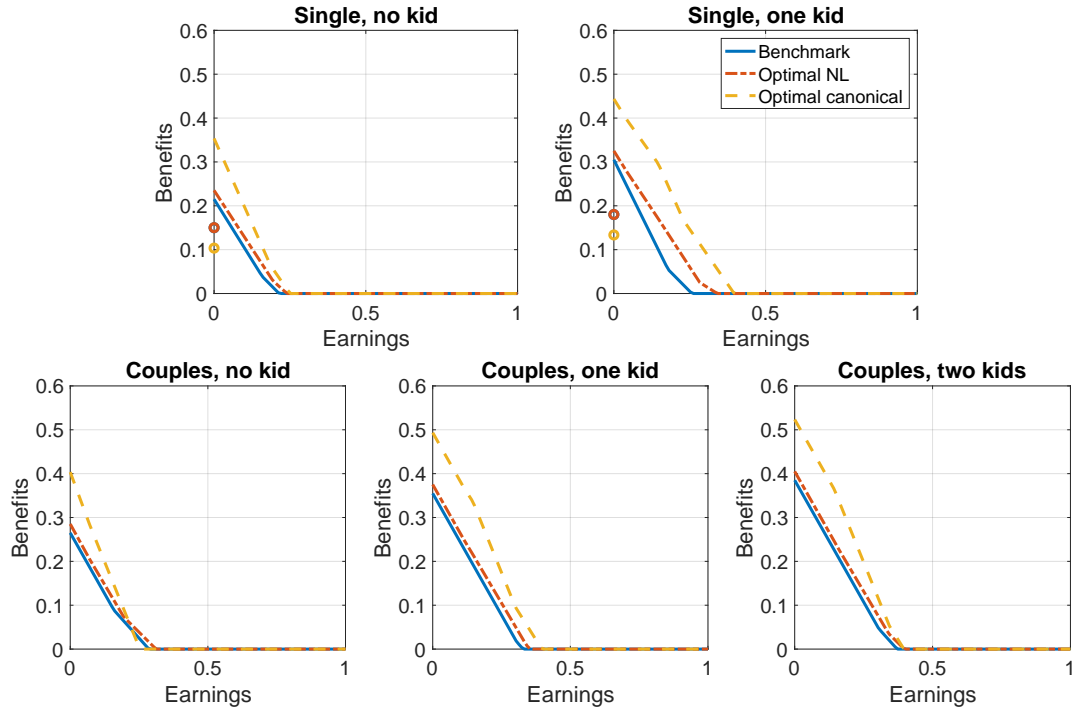 Single, no kid
0.6
0.5
0.4
0.3
0.2
0.1
0
Benefits
0
0.5
1
Earnings
Single, one kid
0.6
0.5
0.4
0.3
0.2
0.1
0
Benefits
0
0.5
1
Earnings
Benchmark
Optimal NL
Optimal canonical
Couples, no kid
0.6
0.5
0.4
0.3
0.2
0.1
0
Benefits
0
0.5
1
Earnings
Couples, one kid
0.6
0.5
0.4
0.3
0.2
0.1
0
Benefits
0
0.5
1
Earnings
Couples, two kids
0.6
0.5
0.4
0.3
0.2
0.1
0
Benefits
0
0.5
1
Earnings